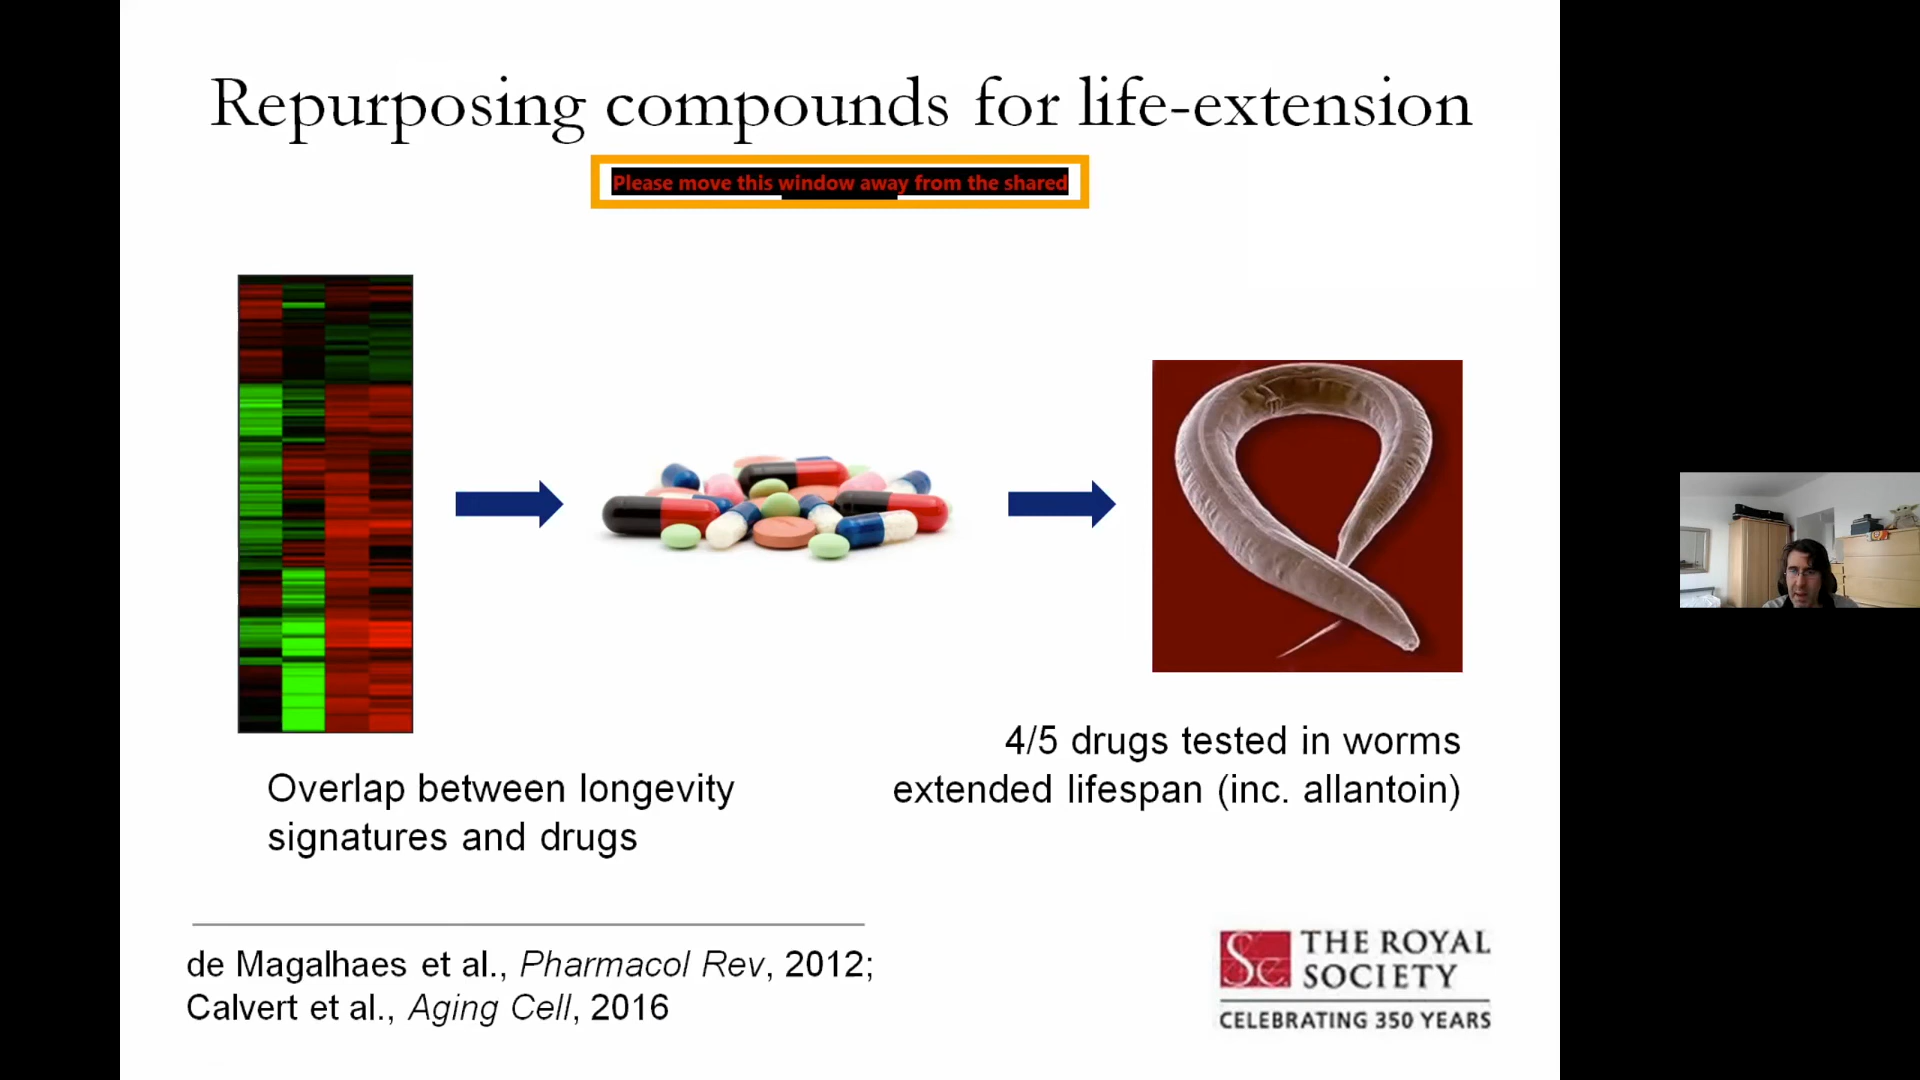 Repurposing compounds for life-extension
Please move this window away from the shared
Overlap between longevity
signatures and drugs
4/5 drugs tested in worms
extended lifespan (inc. allantoin)
de Magalhaes et al., Pharmacol Rev, 2012;
Calvert et al., Aging Cell, 2016
THE ROYAL
SOCIETY
CELEBRATING 350 YEARS